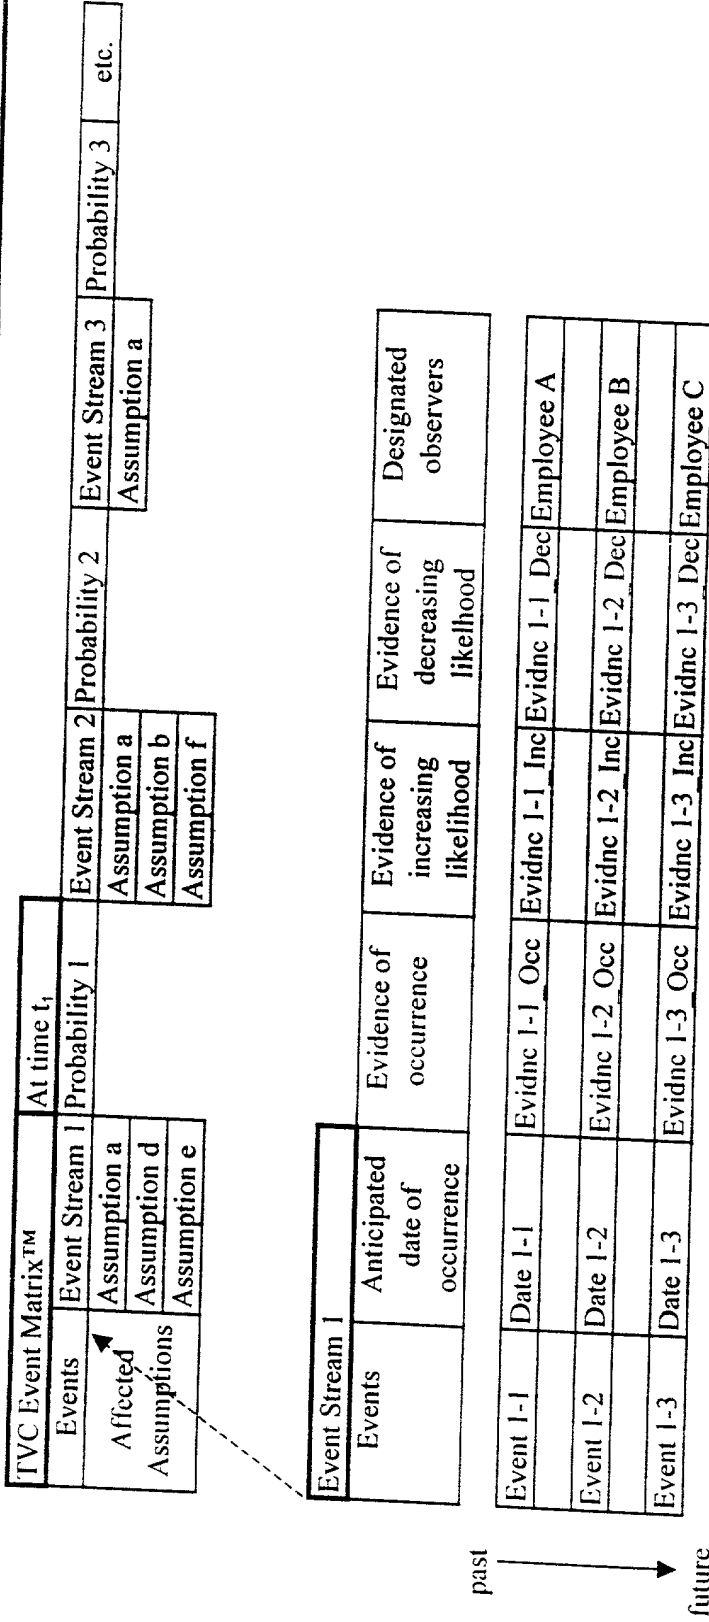 TVC Event Matrix™ At time t₁
Events Event Stream 1 Probability 1 Event Stream 2 Probability 2 Event Stream 3 Probability 3 etc.
Affected Assumptions Assumption a Assumption a Assumption a
Assumption d Assumption b
Assumption e Assumption f
Event Stream 1
Events Anticipated date of occurrence Evidence of occurrence Evidence of increasing likelihood Evidence of decreasing likelhood Designated observers
past
Event 1-1 Date 1-1 Evidnc 1-1_Occ Evidnc 1-1_Inc Evidnc 1-1_Dec Employee A
Event 1-2 Date 1-2 Evidnc 1-2_Occ Evidnc 1-2_Inc Evidnc 1-2_Dec Employee B
Event 1-3 Date 1-3 Evidnc 1-3_Occ Evidnc 1-3_Inc Evidnc 1-3_Dec Employee C
future